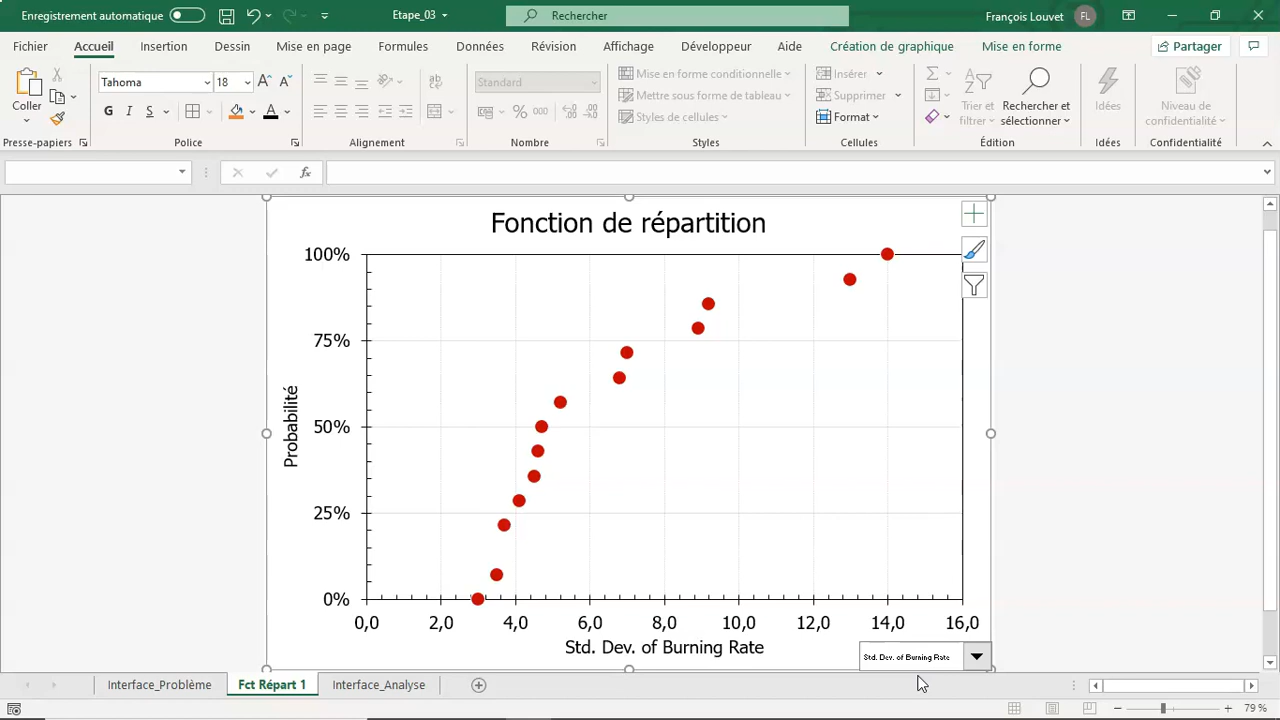 Enregistrement automatique
Etape_03
Rechercher
François Louvet
FL
Fichier
Accueil
Insertion
Dessin
Mise en page
Formules
Données
Révision
Affichage
Développeur
Aide
Création de graphique
Mise en forme
Partager
Coller
Tahoma
18
G I S
Standard
% 000
Mise en forme conditionnelle
Mettre sous forme de tableau
Styles de cellules
Insérer
Supprimer
Format
Trier et
filtrer
Rechercher et
sélectionner
Idées
Niveau de
confidentialité
Presse-papiers
Police
Alignement
Nombre
Styles
Cellules
Édition
Idées
Confidentialité
fx
Fonction de répartition
100%
75%
50%
25%
0%
Probabilité
0,0 2,0 4,0 6,0 8,0 10,0 12,0 14,0 16,0
Std. Dev. of Burning Rate
Std. Dev. of Burning Rate
Interface_Problème
Fct Répart 1
Interface_Analyse
79 %